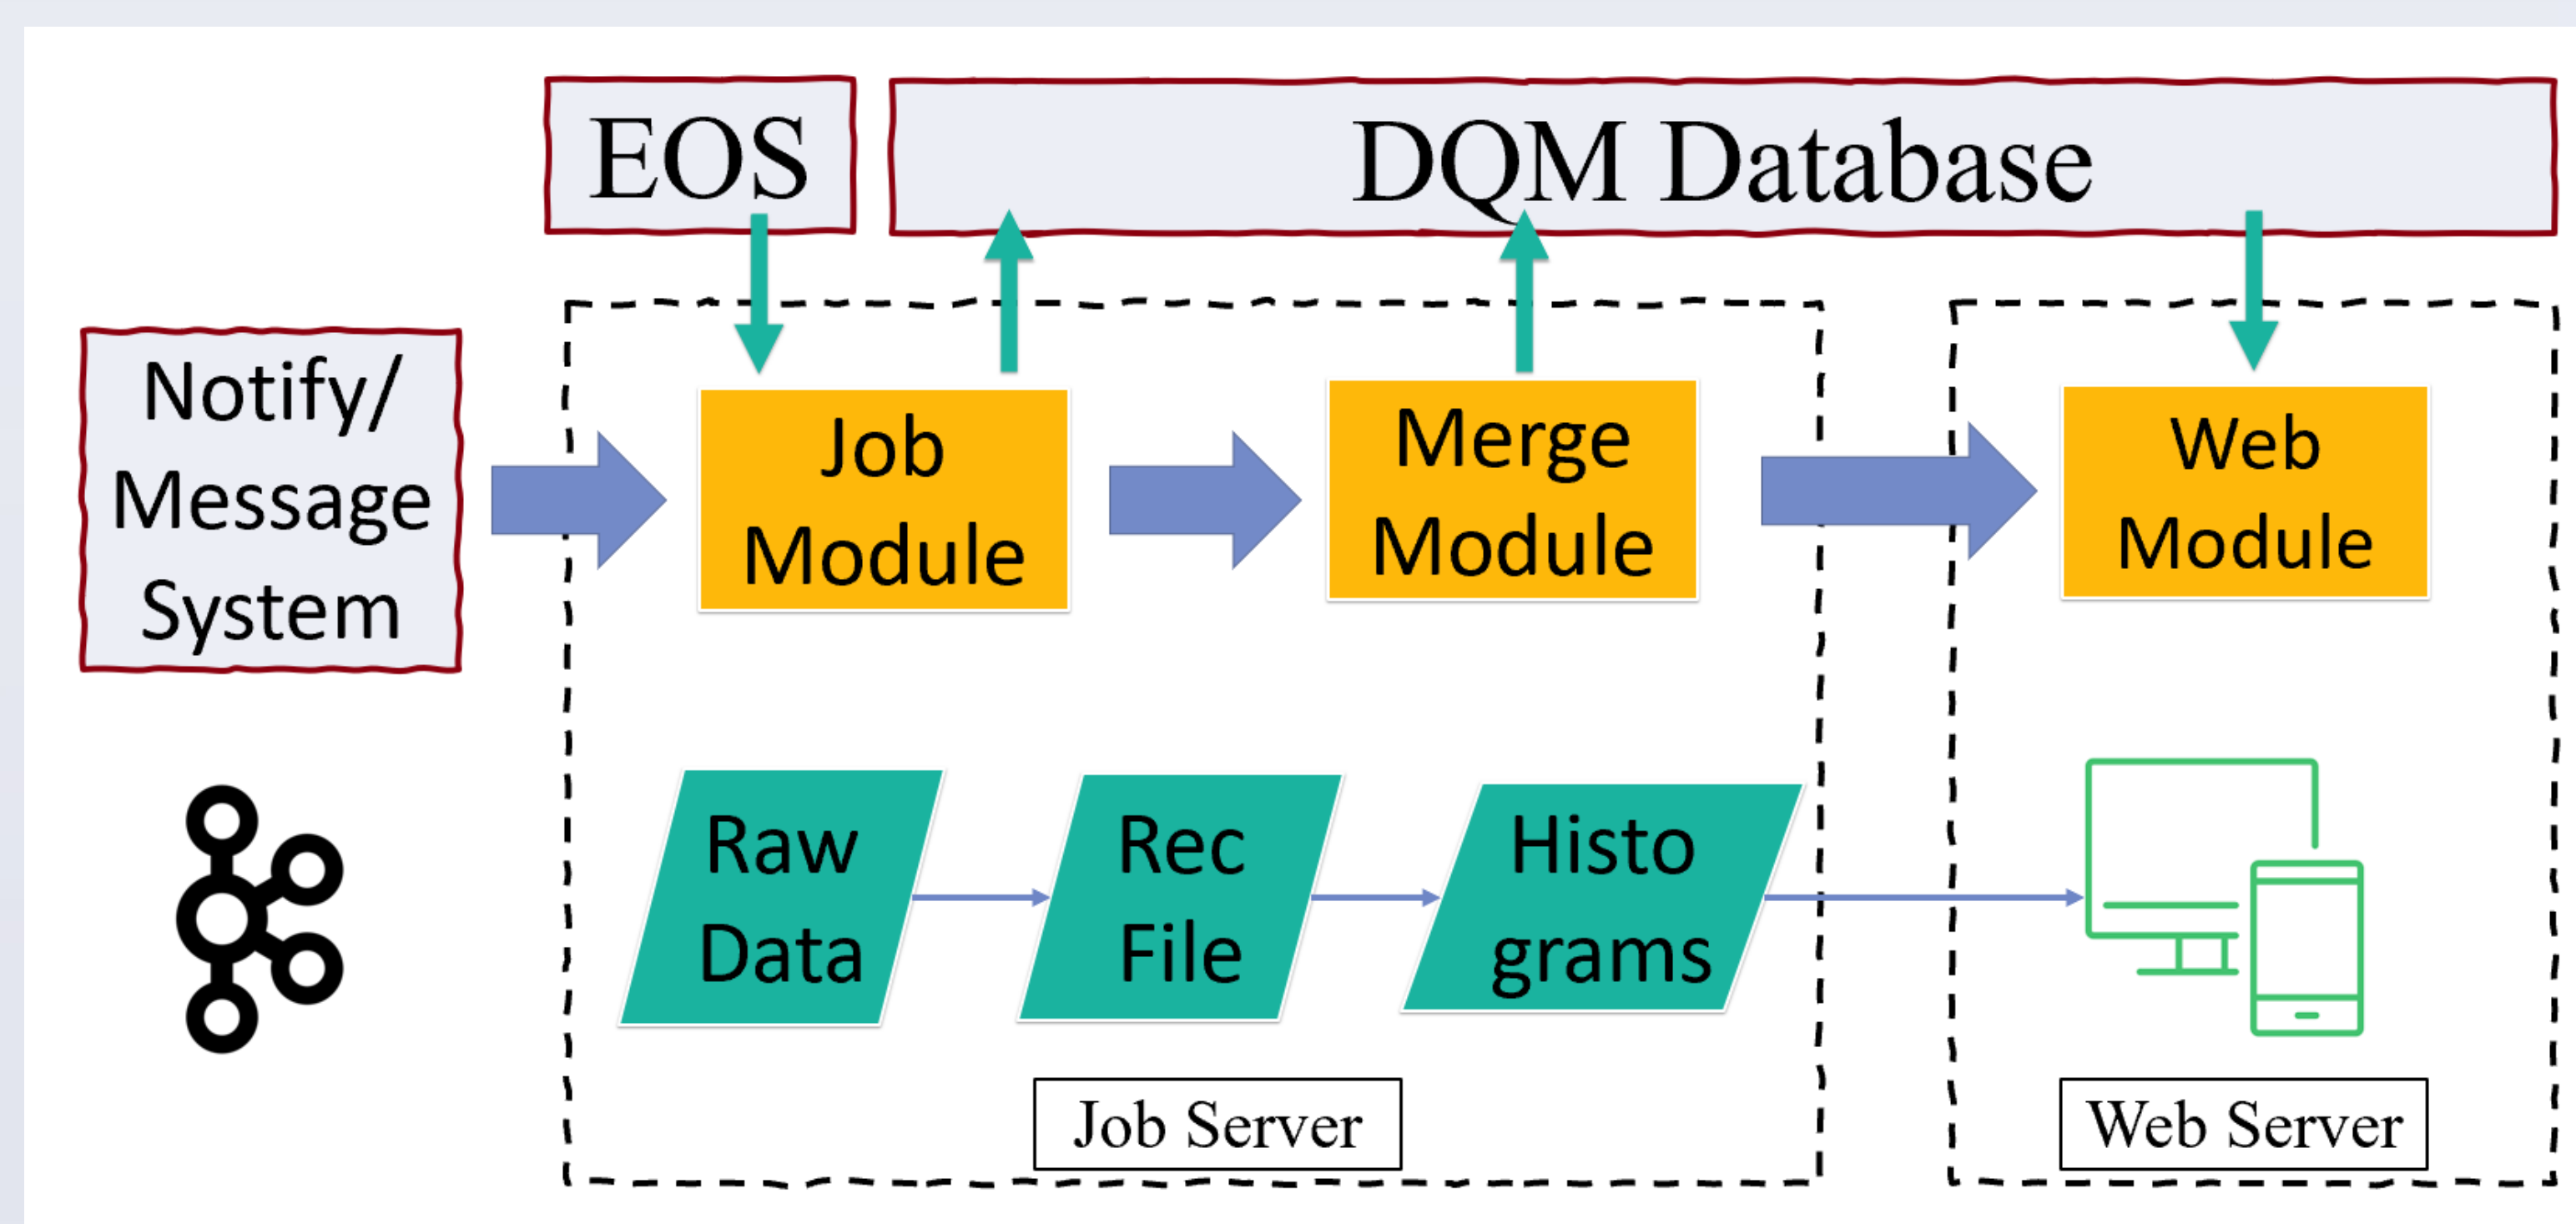 EOS
DQM Database
Notify/
Message
System
Job
Module
Merge
Module
Web
Module
Raw
Data
Rec
File
Histo
grams
Job Server
Web Server